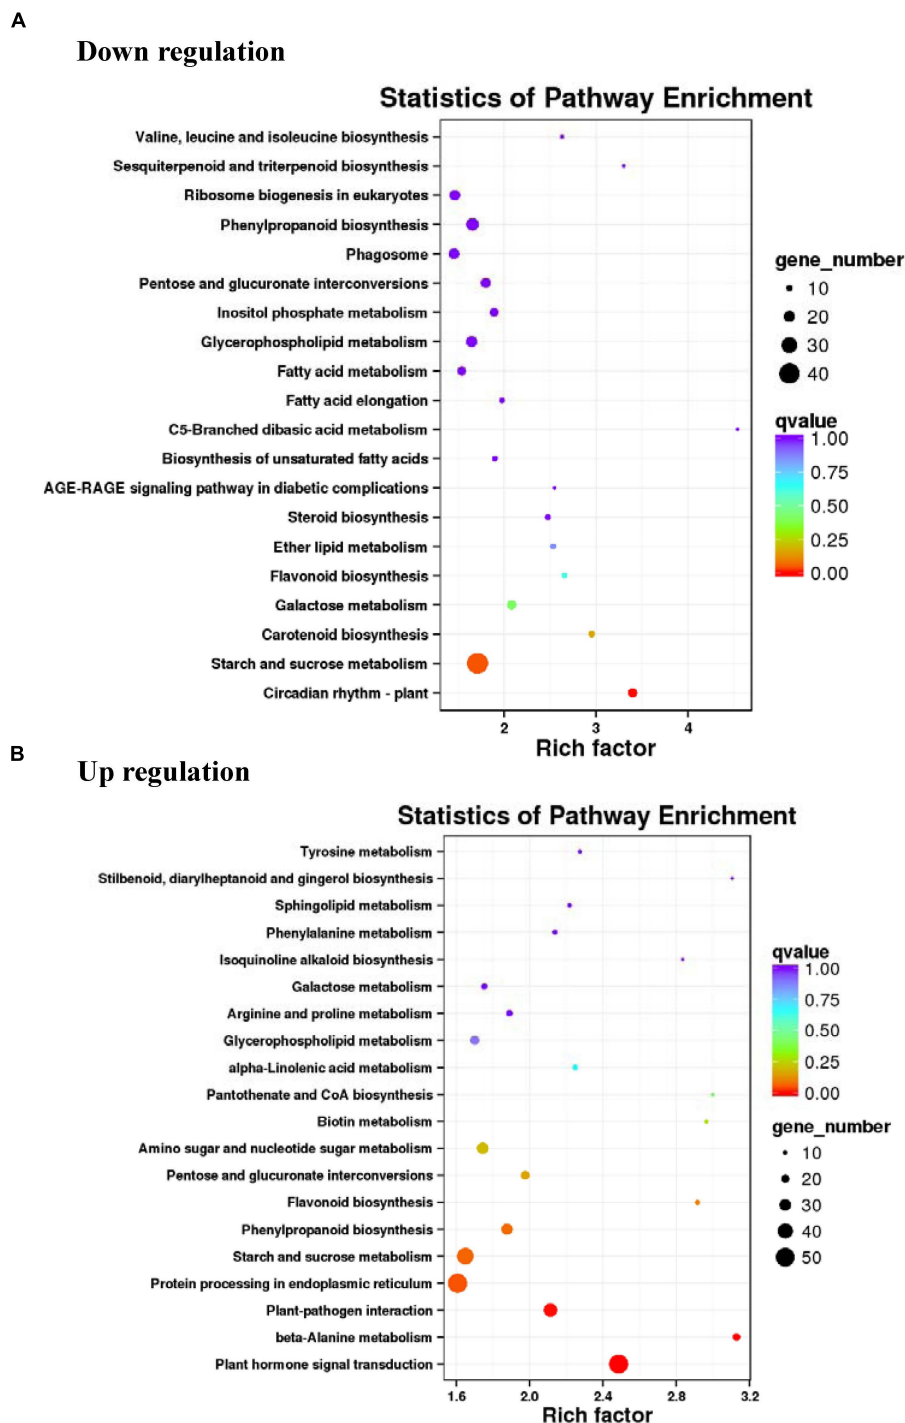 A
Down regulation
Statistics of Pathway Enrichment
Valine, leucine and isoleucine biosynthesis
Sesquiterpenoid and triterpenoid biosynthesis
Ribosome biogenesis in eukaryotes
Phenylpropanoid biosynthesis
Phagosome
Pentose and glucuronate interconversions
Inositol phosphate metabolism
Glycerophospholipid metabolism
Fatty acid metabolism
Fatty acid elongation
C5-Branched dibasic acid metabolism
Biosynthesis of unsaturated fatty acids
AGE-RAGE signaling pathway in diabetic complications
Steroid biosynthesis
Ether lipid metabolism
Flavonoid biosynthesis
Galactose metabolism
Carotenoid biosynthesis
Starch and sucrose metabolism
Circadian rhythm - plant
2 3 4
Rich factor
gene_number
10
20
30
40
qvalue
1.00
0.75
0.50
0.25
0.00
B
Up regulation
Statistics of Pathway Enrichment
Tyrosine metabolism
Stilbenoid, diarylheptanoid and gingerol biosynthesis
Sphingolipid metabolism
Phenylalanine metabolism
Isoquinoline alkaloid biosynthesis
Galactose metabolism
Arginine and proline metabolism
Glycerophospholipid metabolism
alpha-Linolenic acid metabolism
Pantothenate and CoA biosynthesis
Biotin metabolism
Amino sugar and nucleotide sugar metabolism
Pentose and glucuronate interconversions
Flavonoid biosynthesis
Phenylpropanoid biosynthesis
Starch and sucrose metabolism
Protein processing in endoplasmic reticulum
Plant-pathogen interaction
beta-Alanine metabolism
Plant hormone signal transduction
1.6 2.0 2.4 2.8 3.2
Rich factor
qvalue
1.00
0.75
0.50
0.25
0.00
gene_number
10
20
30
40
50